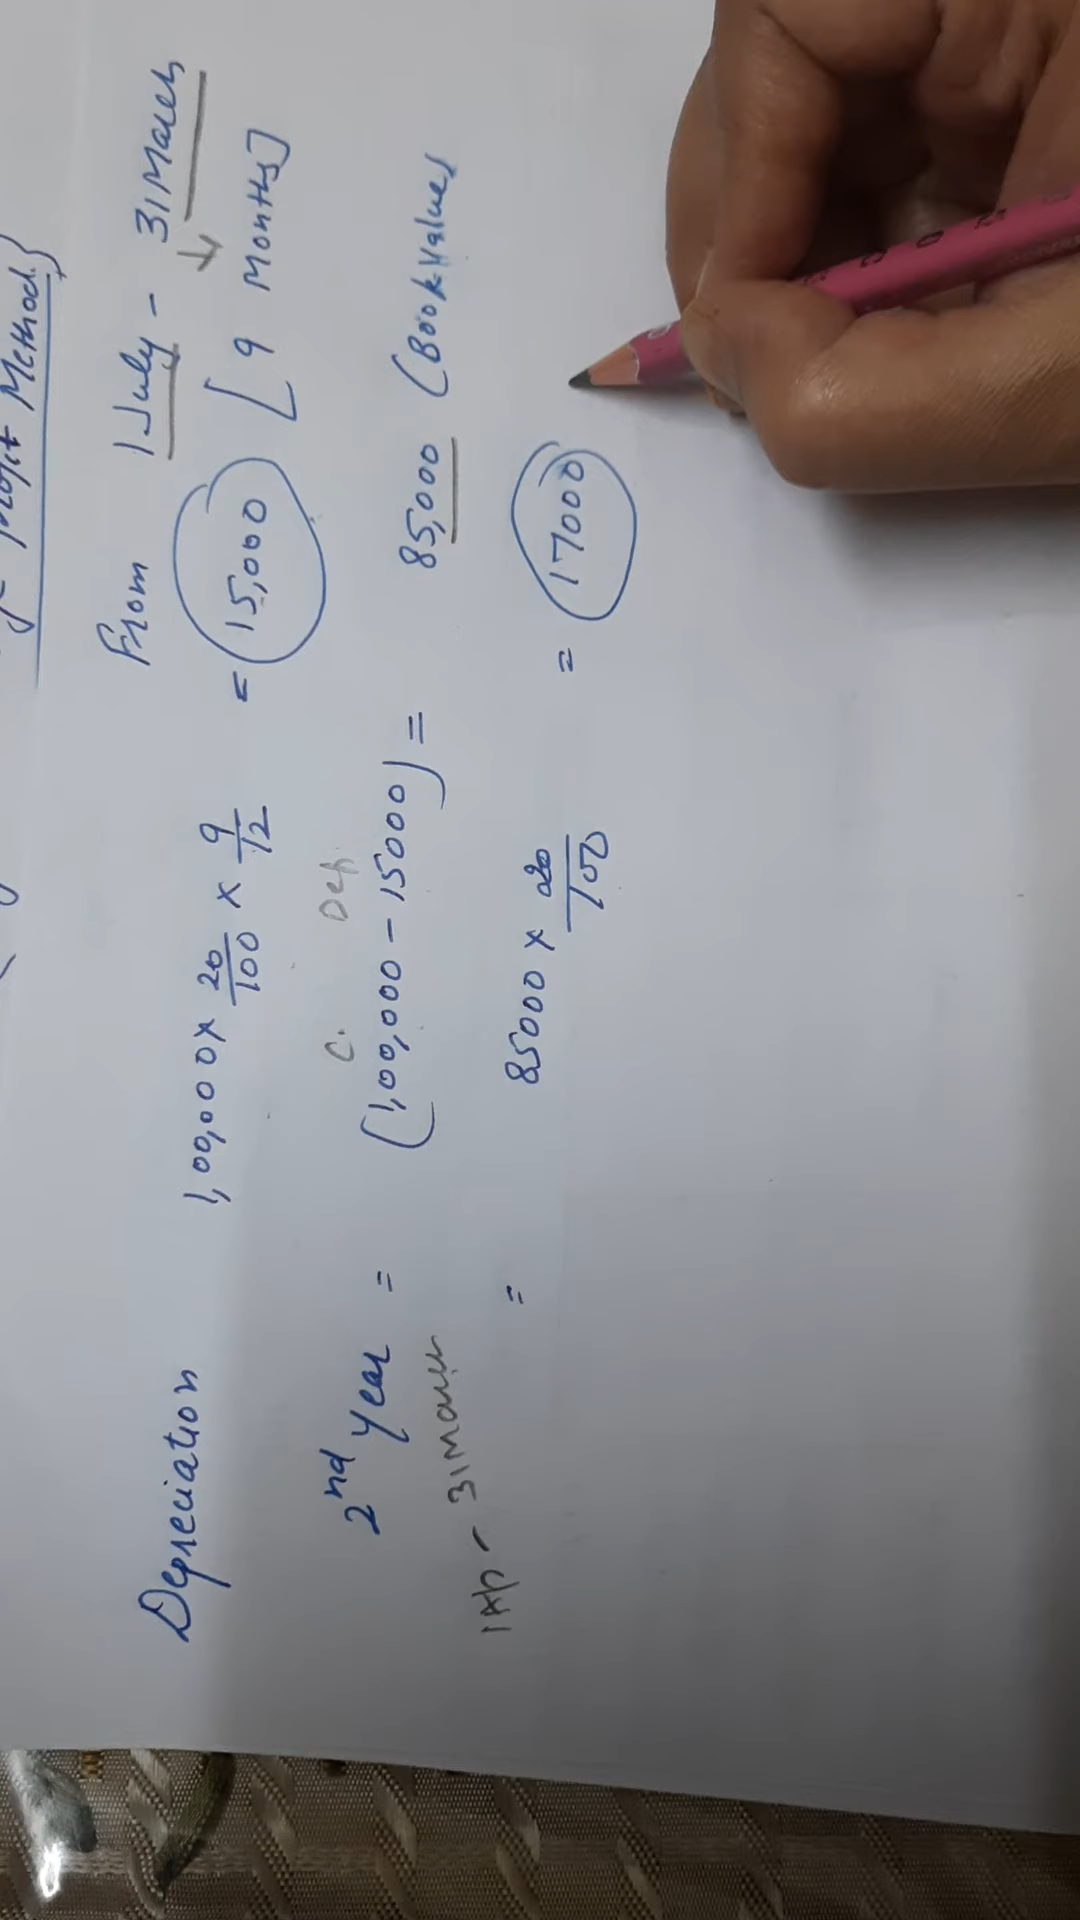 profit Method.}
From 1 July - 31 March
Depreciation 1,00,000 x 20/100 x 9/12 = 15,000 [9 Months]
C. Dep.
2nd year = (1,00,000 - 15000) = 85,000 (Book Value)
1 Ap - 31 March
= 85000 x 20/100 = 17000